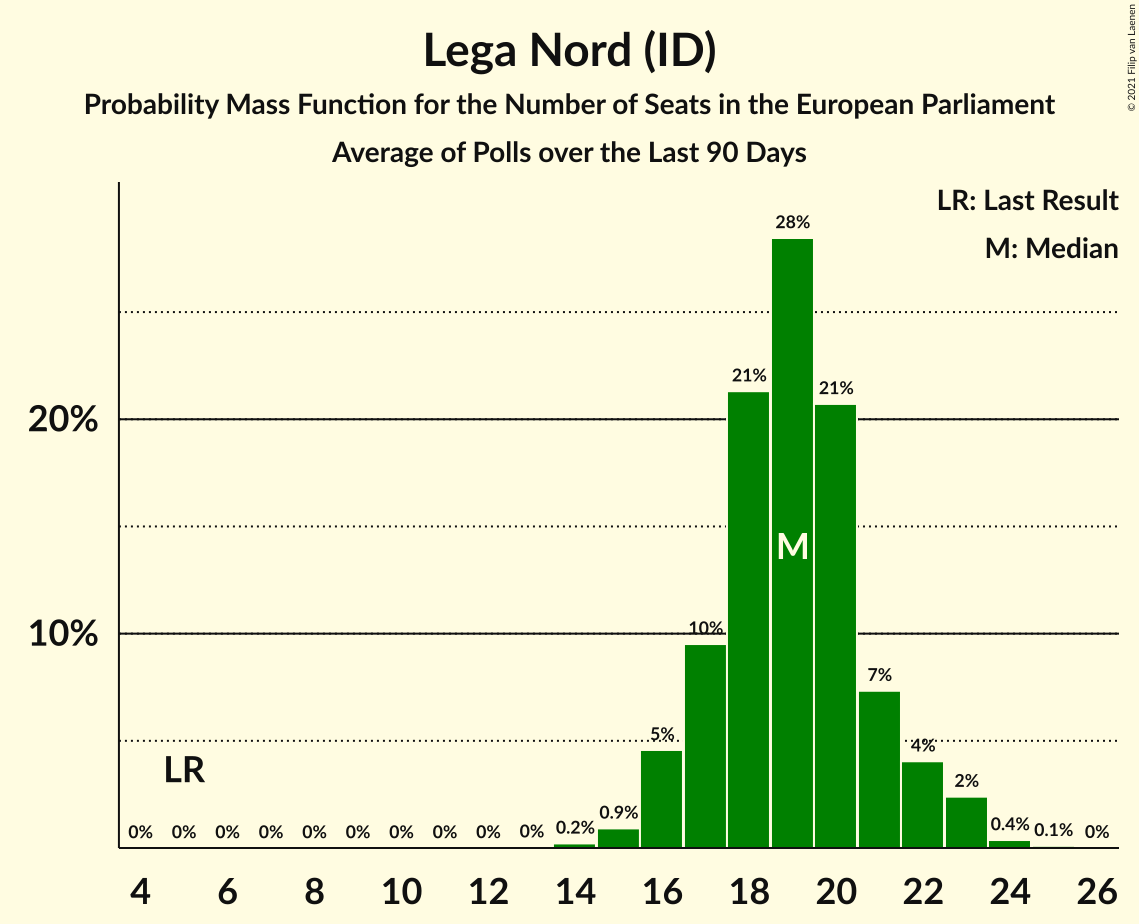 Lega Nord (ID)
Probability Mass Function for the Number of Seats in the European Parliament
Average of Polls over the Last 90 Days
© 2021 Filip van Laenen
LR: Last Result
M: Median
28%
21%
21%
20%
M
10%
10%
7%
5%
4%
LR
2%
0.9%
0.2%
0.4%
0.1%
0% 0% 0% 0% 0% 0% 0% 0% 0% 0% 0%
4 6 8 10 12 14 16 18 20 22 24 26